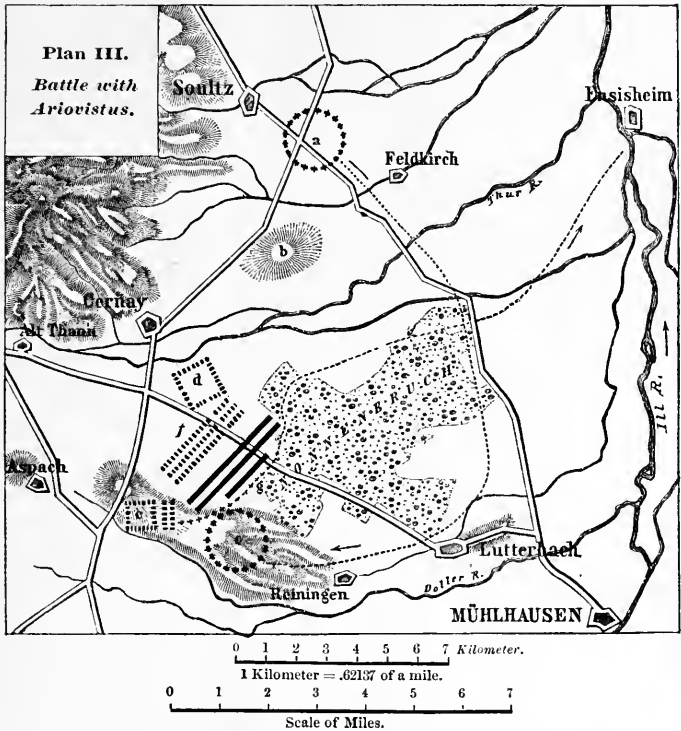 Plan III.
Battle with
Ariovistus.
Soultz
Ensisheim
a
Feldkirch
Thur R.
b
Cernay
Alt Thann
d
NONNENBRUCH
Ill R.
f
Aspach
g
c
Lutterbach
Reiningen
Doller R.
MÜHLHAUSEN
0 1 2 3 4 5 6 7 Kilometer.
1 Kilometer = .62137 of a mile.
0 1 2 3 4 5 6 7
Scale of Miles.